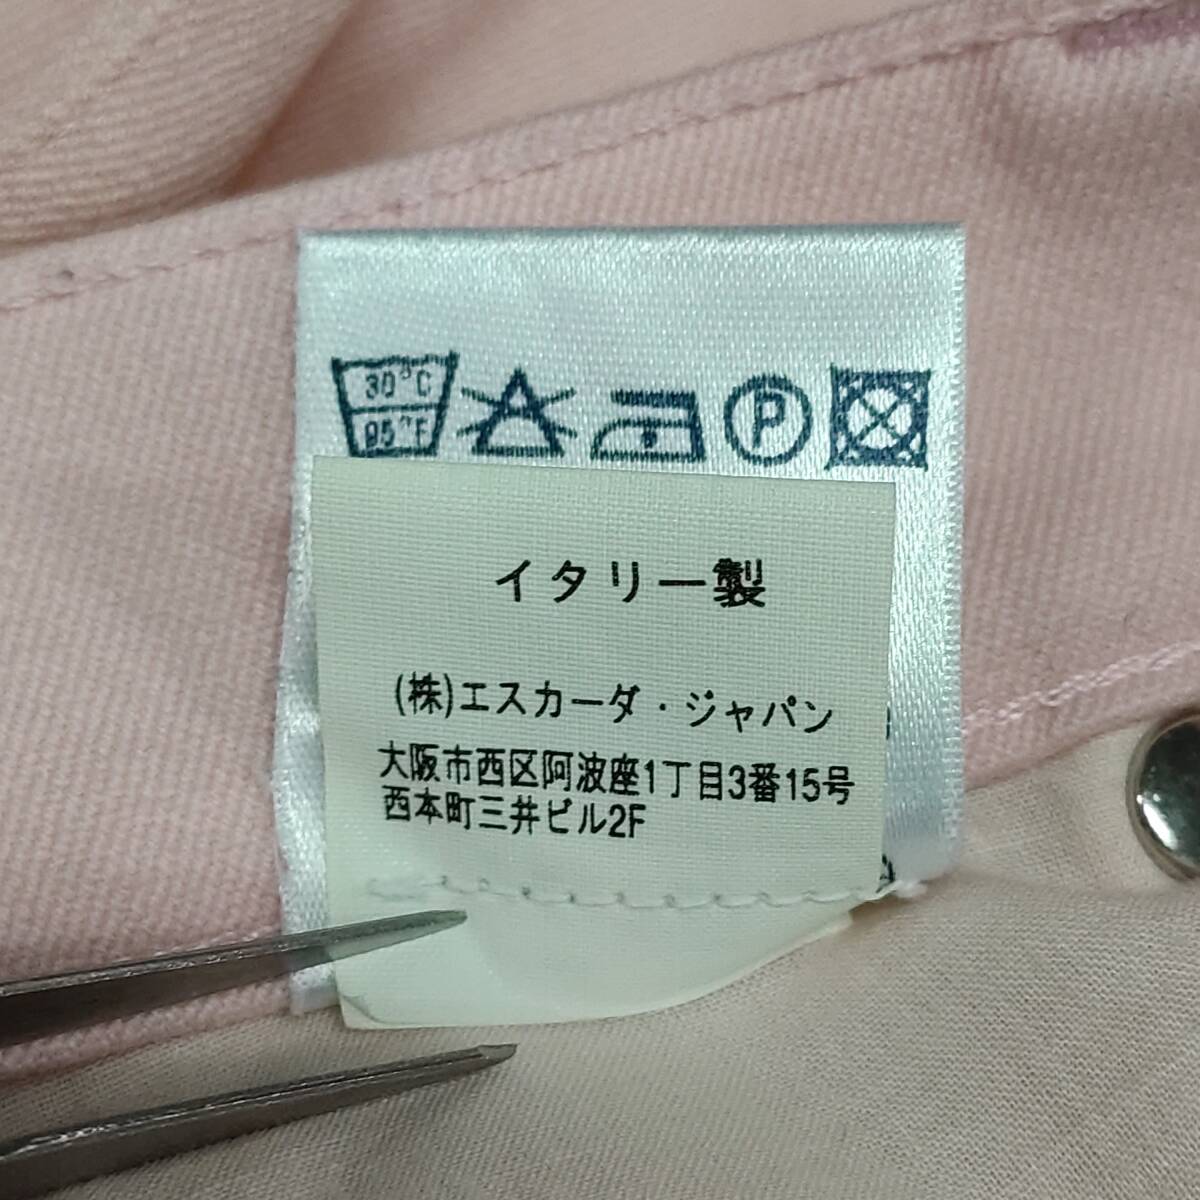 30°C
95°F
P
イタリー製
(株)エスカーダ・ジャパン
大阪市西区阿波座1丁目3番15号
西本町三井ビル2F